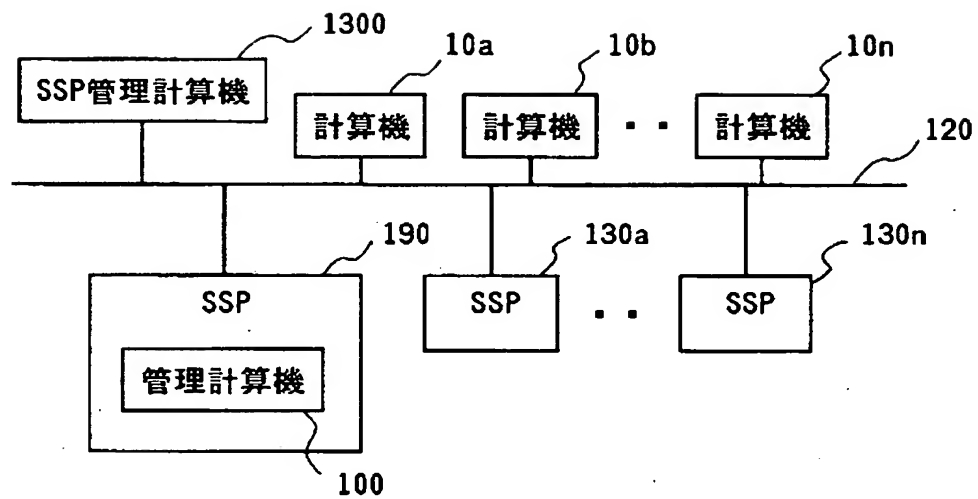 1300
10a
10b
10n
SSP管理計算機
計算機
計算機
・・
計算機
120
190
130a
130n
SSP
SSP
・・
SSP
管理計算機
100